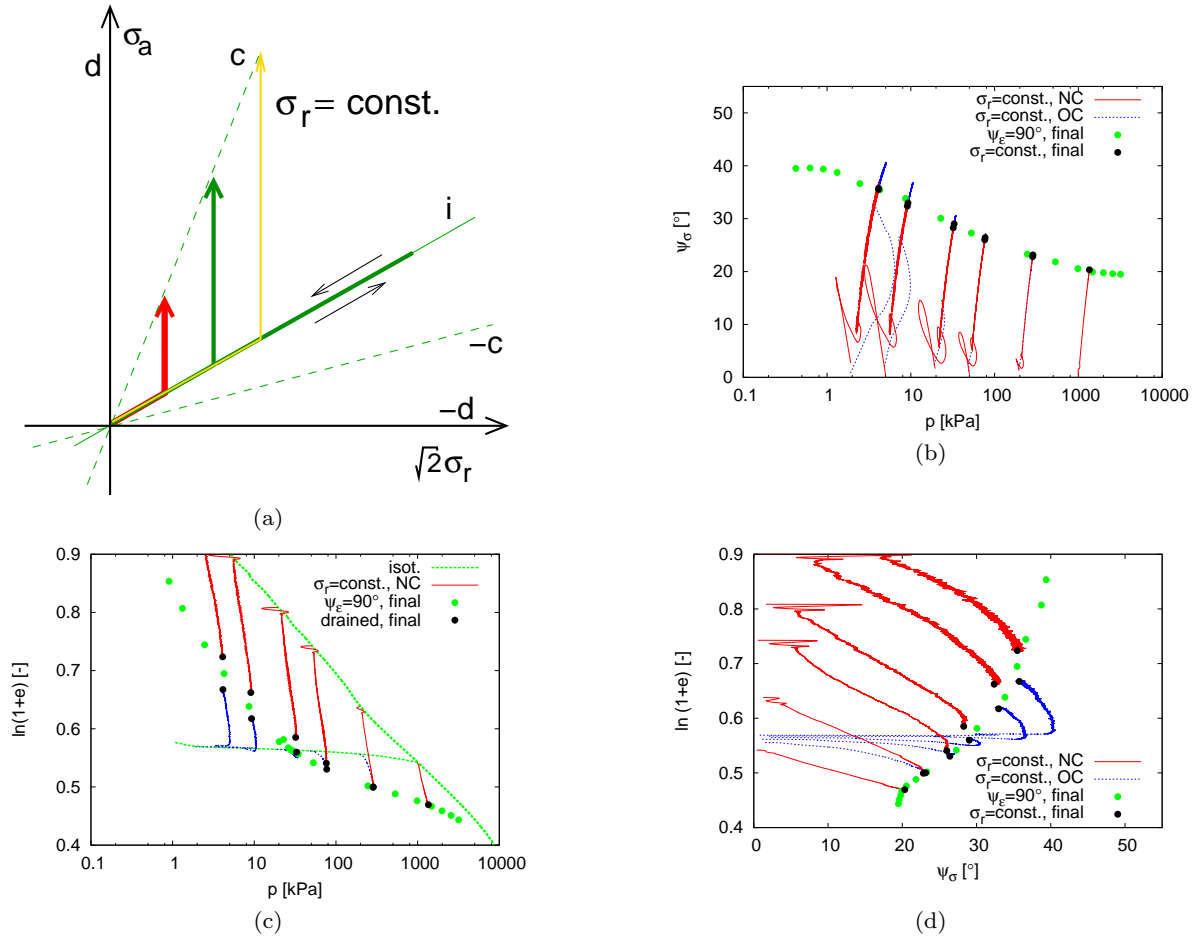 σa
d
c
σr = const.
i
−c
−d
√2σr
(a)
σr=const., NC
σr=const., OC
ψε=90°, final
σr=const., final
50
40
30
20
10
0
ψσ [°]
0.1
1
10
100
1000
10000
p [kPa]
(b)
isot.
σr=const., NC
ψε=90°, final
drained, final
0.9
0.8
0.7
0.6
0.5
0.4
ln(1+e) [-]
0.1
1
10
100
1000
10000
p [kPa]
(c)
0.9
0.8
0.7
0.6
0.5
0.4
ln (1+e) [-]
σr=const., NC
σr=const., OC
ψε=90°, final
σr=const., final
0
10
20
30
40
50
ψσ [°]
(d)